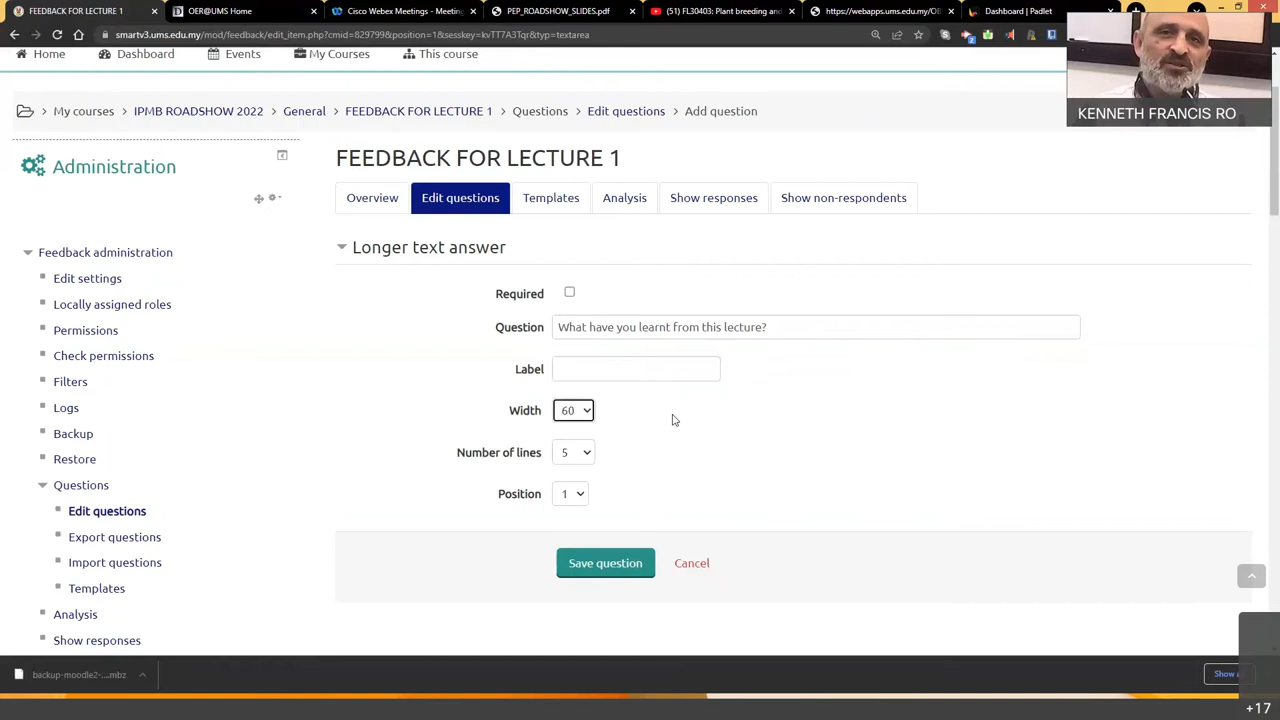 FEEDBACK FOR LECTURE 1
OER@UMS Home
Cisco Webex Meetings - Meetin
PEP_ROADSHOW_SLIDES.pdf
(51) FL30403: Plant breeding and
https://webapps.ums.edu.my/OE
Dashboard | Padlet
smartv3.ums.edu.my/mod/feedback/edit_item.php?cmid=829799&position=1&sesskey=kvTT7A3Tqr&typ=textarea
Home
Dashboard
Events
My Courses
This course
KENNETH FRANCIS RO
My courses > IPMB ROADSHOW 2022 > General > FEEDBACK FOR LECTURE 1 > Questions > Edit questions > Add question
Administration
FEEDBACK FOR LECTURE 1
Overview
Edit questions
Templates
Analysis
Show responses
Show non-respondents
Feedback administration
Edit settings
Locally assigned roles
Permissions
Check permissions
Filters
Logs
Backup
Restore
Questions
Edit questions
Export questions
Import questions
Templates
Analysis
Show responses
Longer text answer
Required
Question What have you learnt from this lecture?
Label
Width 60
Number of lines 5
Position 1
Save question
Cancel
backup-moodle2-....mbz
Show a
+17